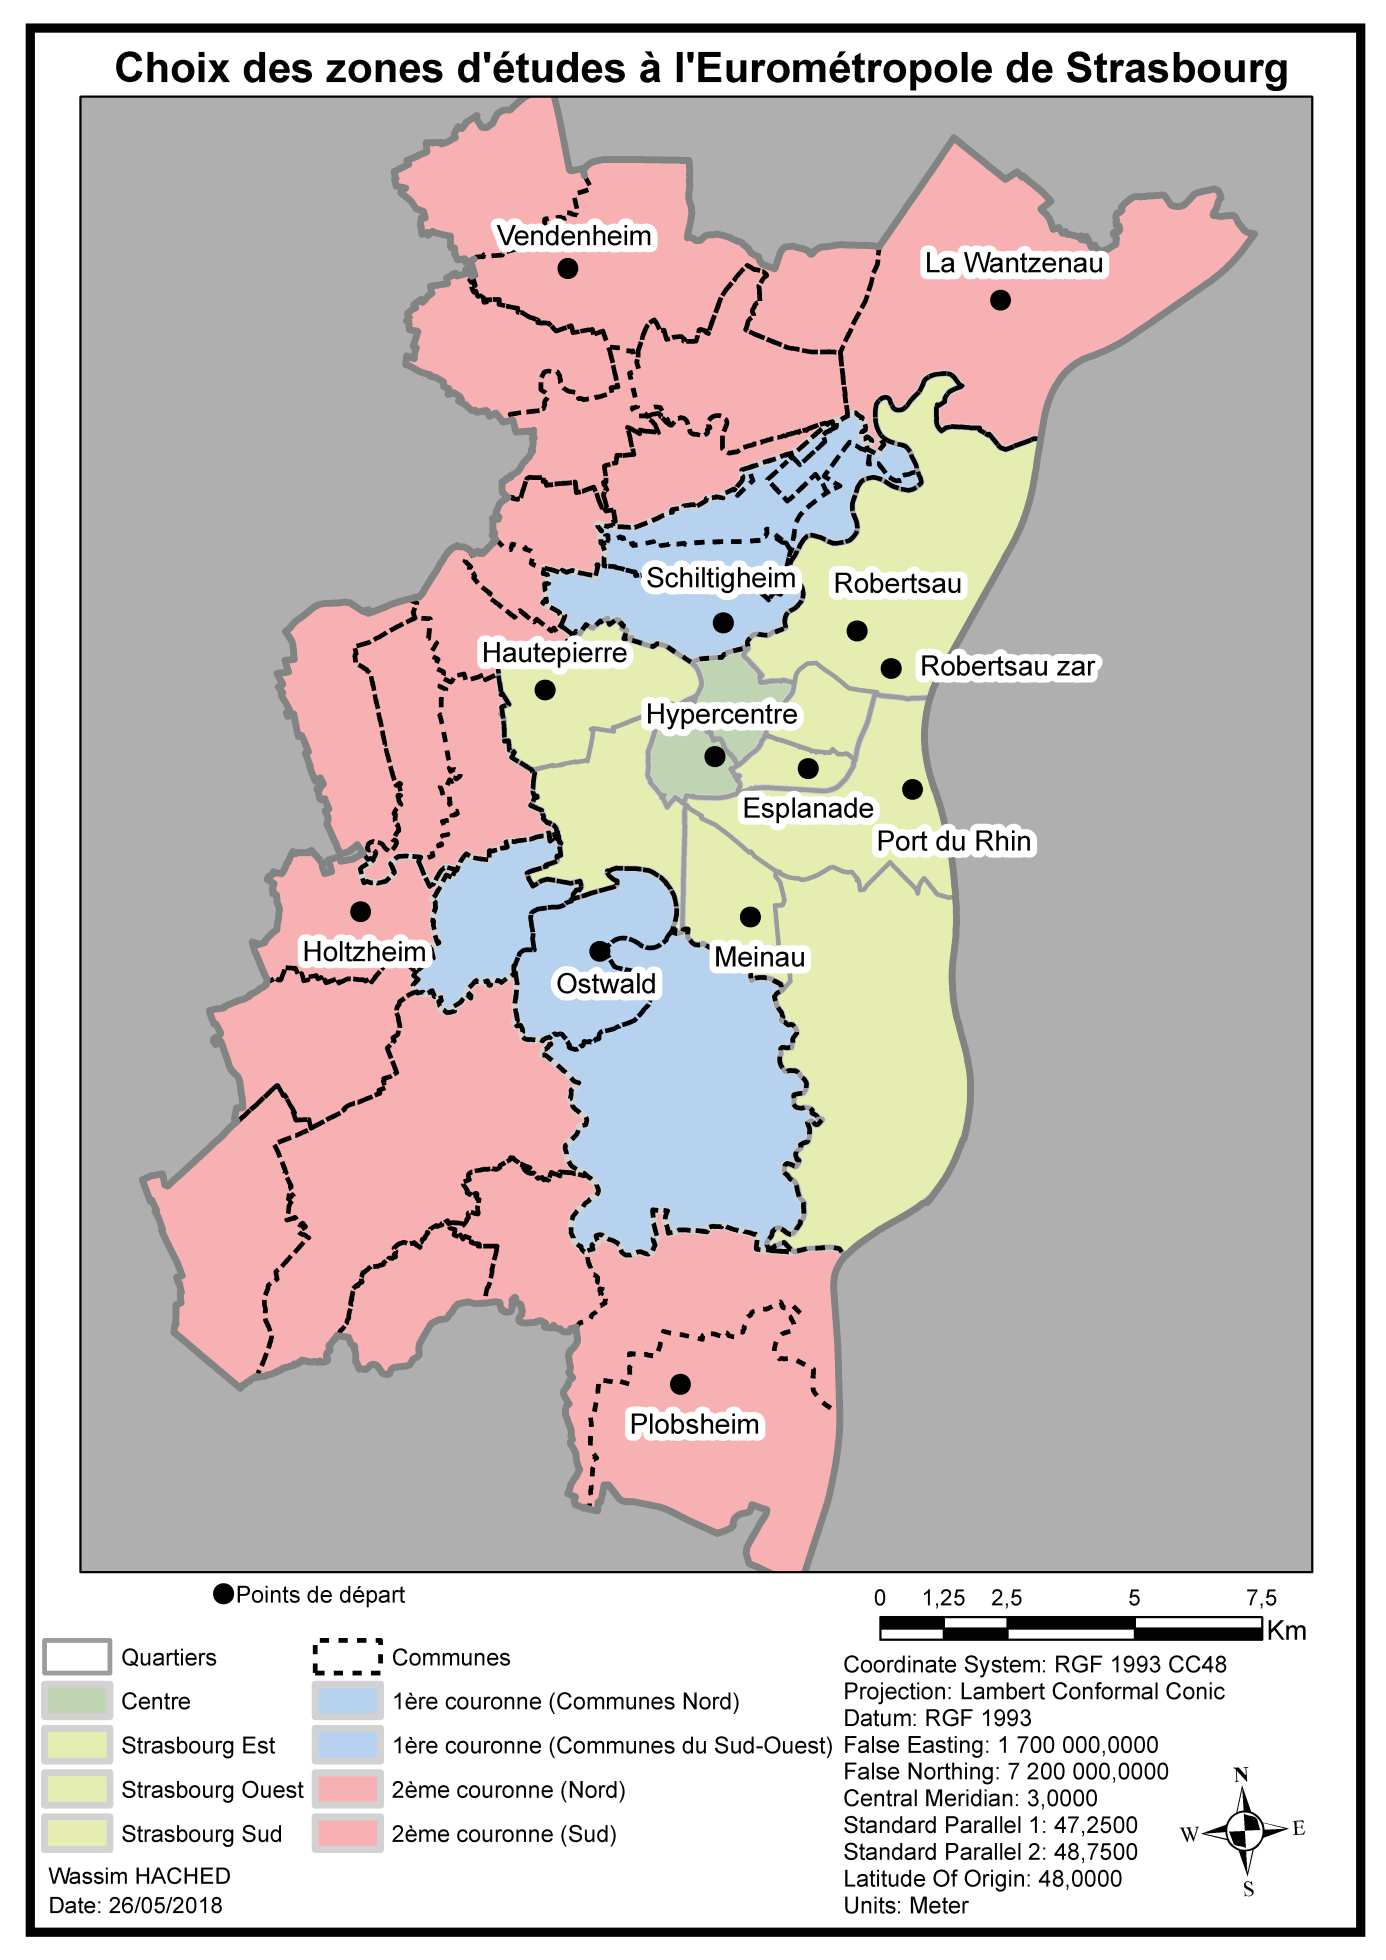 Choix des zones d'études à l'Eurométropole de Strasbourg
Vendenheim
La Wantzenau
Schiltigheim
Robertsau
Hautepierre
Robertsau zar
Hypercentre
Esplanade
Port du Rhin
Holtzheim
Meinau
Ostwald
Plobsheim
Points de départ
0 1,25 2,5 5 7,5
Km
Quartiers
Centre
Strasbourg Est
Strasbourg Ouest
Strasbourg Sud
Communes
1ère couronne (Communes Nord)
1ère couronne (Communes du Sud-Ouest)
2ème couronne (Nord)
2ème couronne (Sud)
Wassim HACHED
Date: 26/05/2018
Coordinate System: RGF 1993 CC48
Projection: Lambert Conformal Conic
Datum: RGF 1993
False Easting: 1 700 000,0000
False Northing: 7 200 000,0000
Central Meridian: 3,0000
Standard Parallel 1: 47,2500
Standard Parallel 2: 48,7500
Latitude Of Origin: 48,0000
Units: Meter
N
W E
S